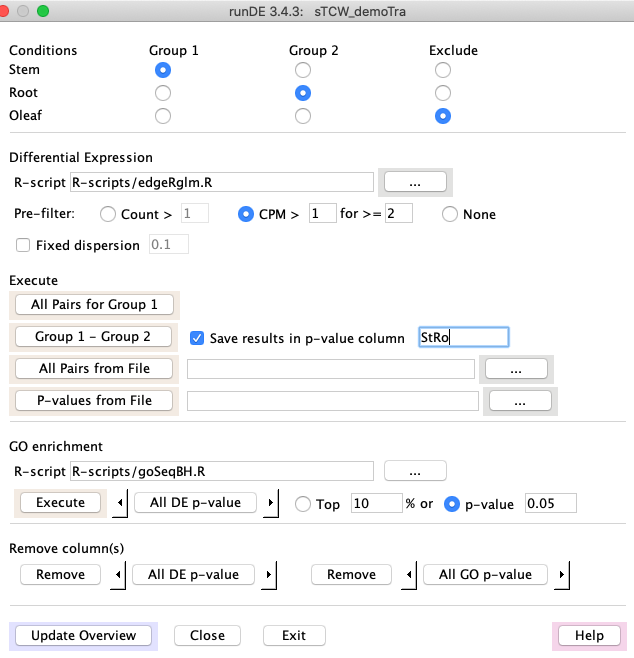 runDE 3.4.3:   sTCW_demoTra
Conditions Group 1 Group 2 Exclude
Stem
Root
Oleaf
Differential Expression
R-script R-scripts/edgeRglm.R ...
Pre-filter: Count > 1 CPM > 1 for >= 2 None
Fixed dispersion 0.1
Execute
All Pairs for Group 1
Group 1 - Group 2 Save results in p-value column StRo
All Pairs from File ...
P-values from File ...
GO enrichment
R-script R-scripts/goSeqBH.R ...
Execute All DE p-value Top 10 % or p-value 0.05
Remove column(s)
Remove All DE p-value Remove All GO p-value
Update Overview Close Exit Help